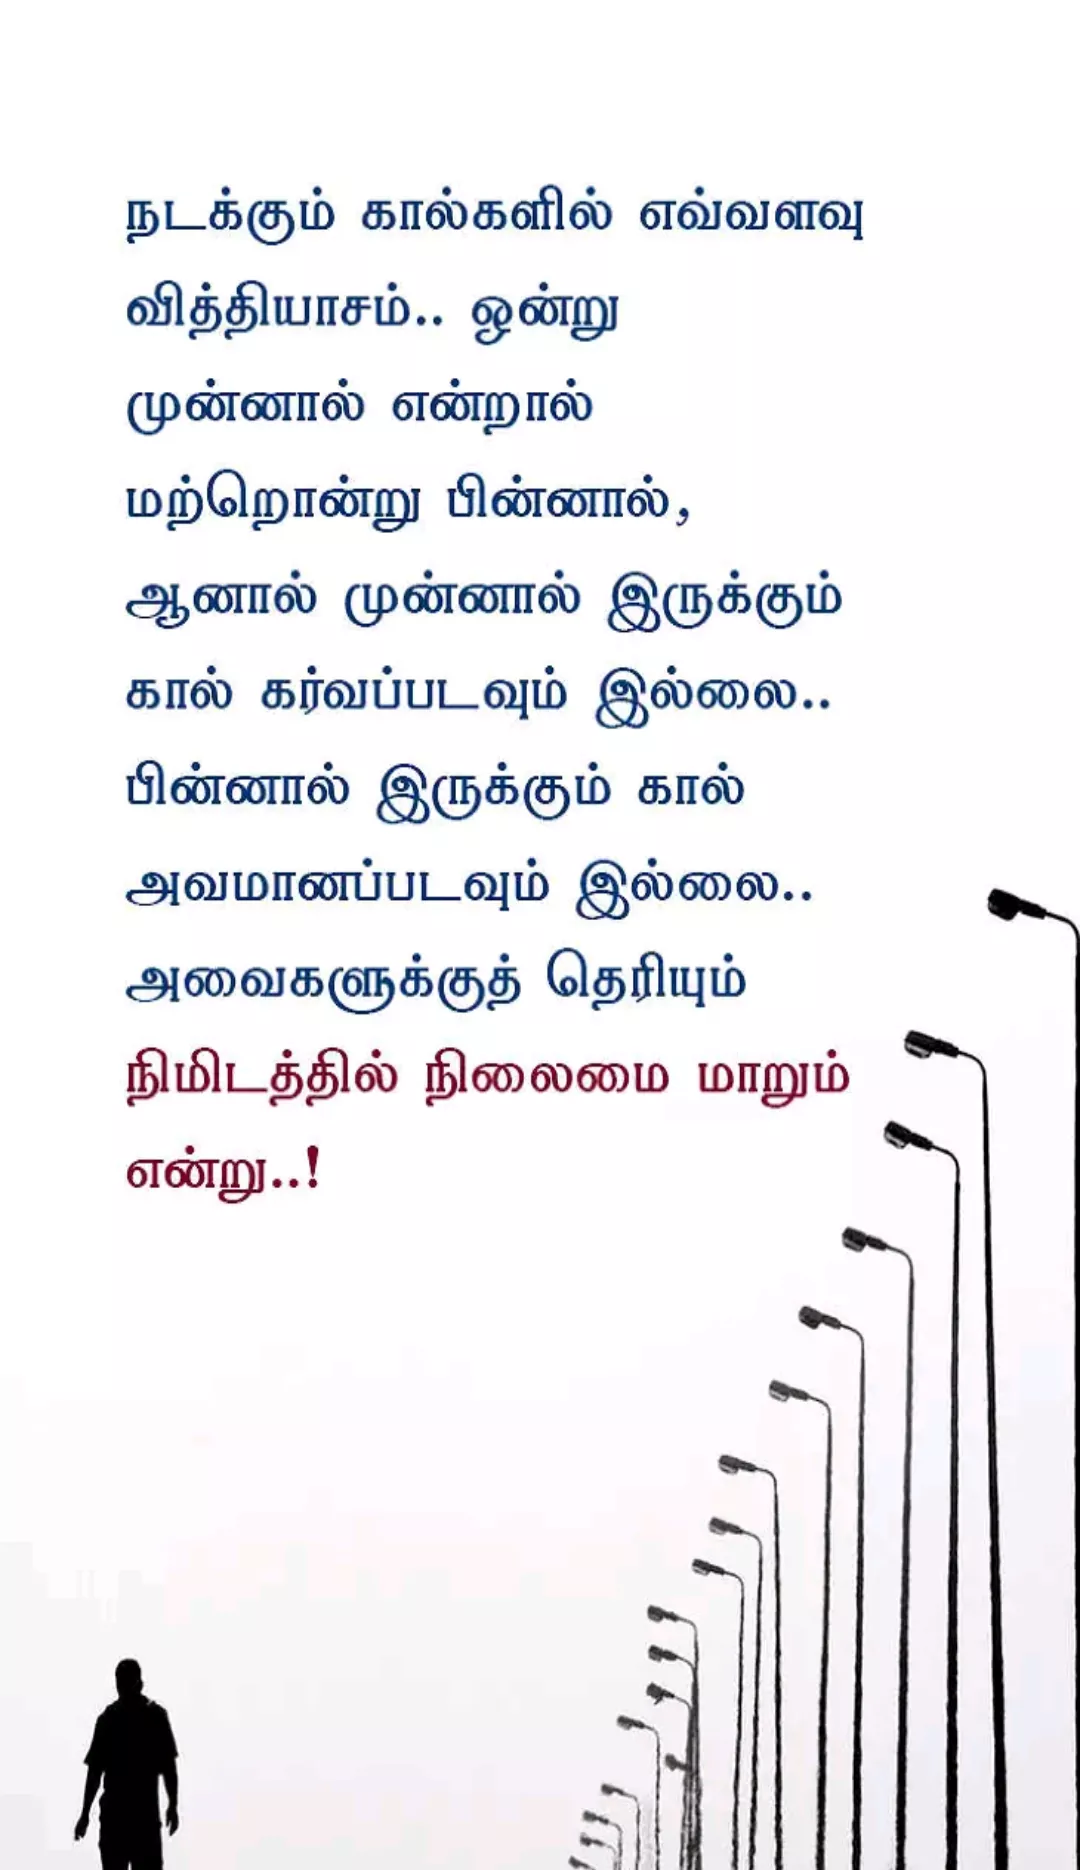 நடக்கும் கால்களில் எவ்வளவு
வித்தியாசம்.. ஒன்று
முன்னால் என்றால்
மற்றொன்று பின்னால்,
ஆனால் முன்னால் இருக்கும்
கால் கர்வப்படவும் இல்லை..
பின்னால் இருக்கும் கால்
அவமானப்படவும் இல்லை..
அவைகளுக்குத் தெரியும்
நிமிடத்தில் நிலைமை மாறும்
என்று..!